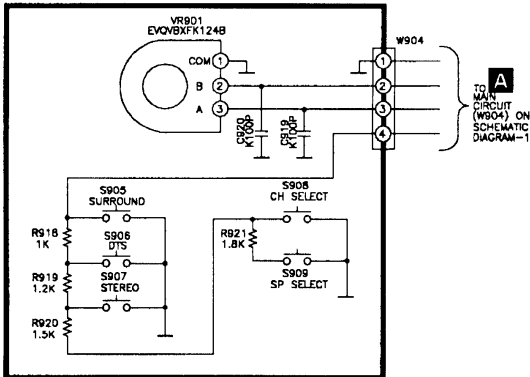 VR901
EVQVBXFK124B
COM 1
B 2
A 3
C920
K100P
C919
K100P
W904
1
2
3
4
A
TO
MAIN
CIRCUIT
(W904) ON
SCHEMATIC
DIAGRAM-1
S905
SURROUND
R918
1K
S906
DTS
R919
1.2K
S907
STEREO
R920
1.5K
S908
CH SELECT
R921
1.8K
S909
SP SELECT